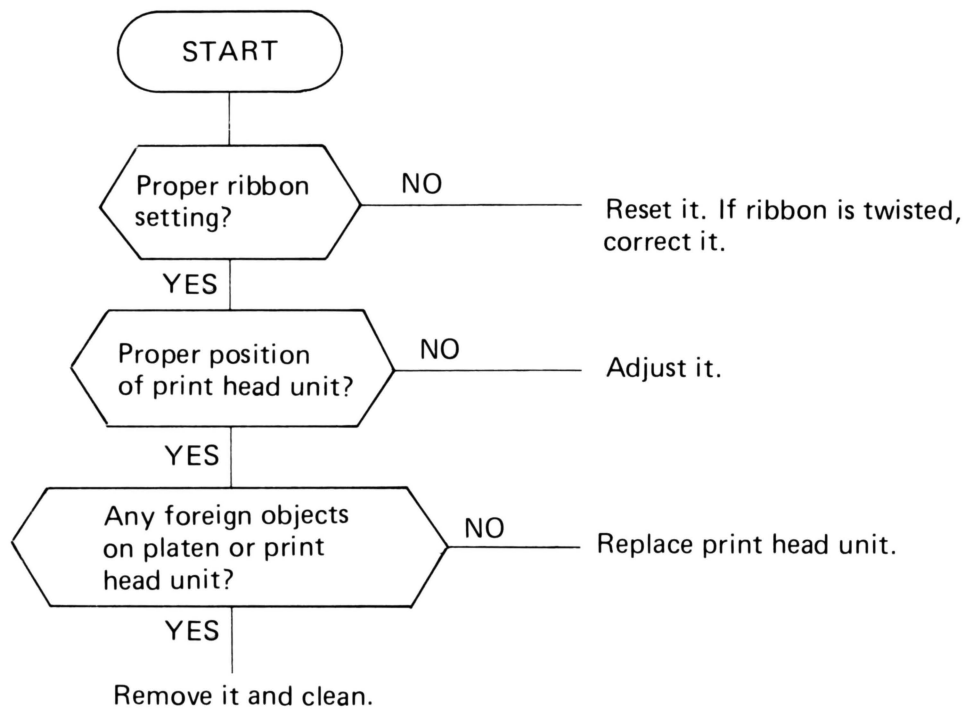 START
Proper ribbon
setting?
NO
Reset it. If ribbon is twisted,
correct it.
YES
Proper position
of print head unit?
NO
Adjust it.
YES
Any foreign objects
on platen or print
head unit?
NO
Replace print head unit.
YES
Remove it and clean.